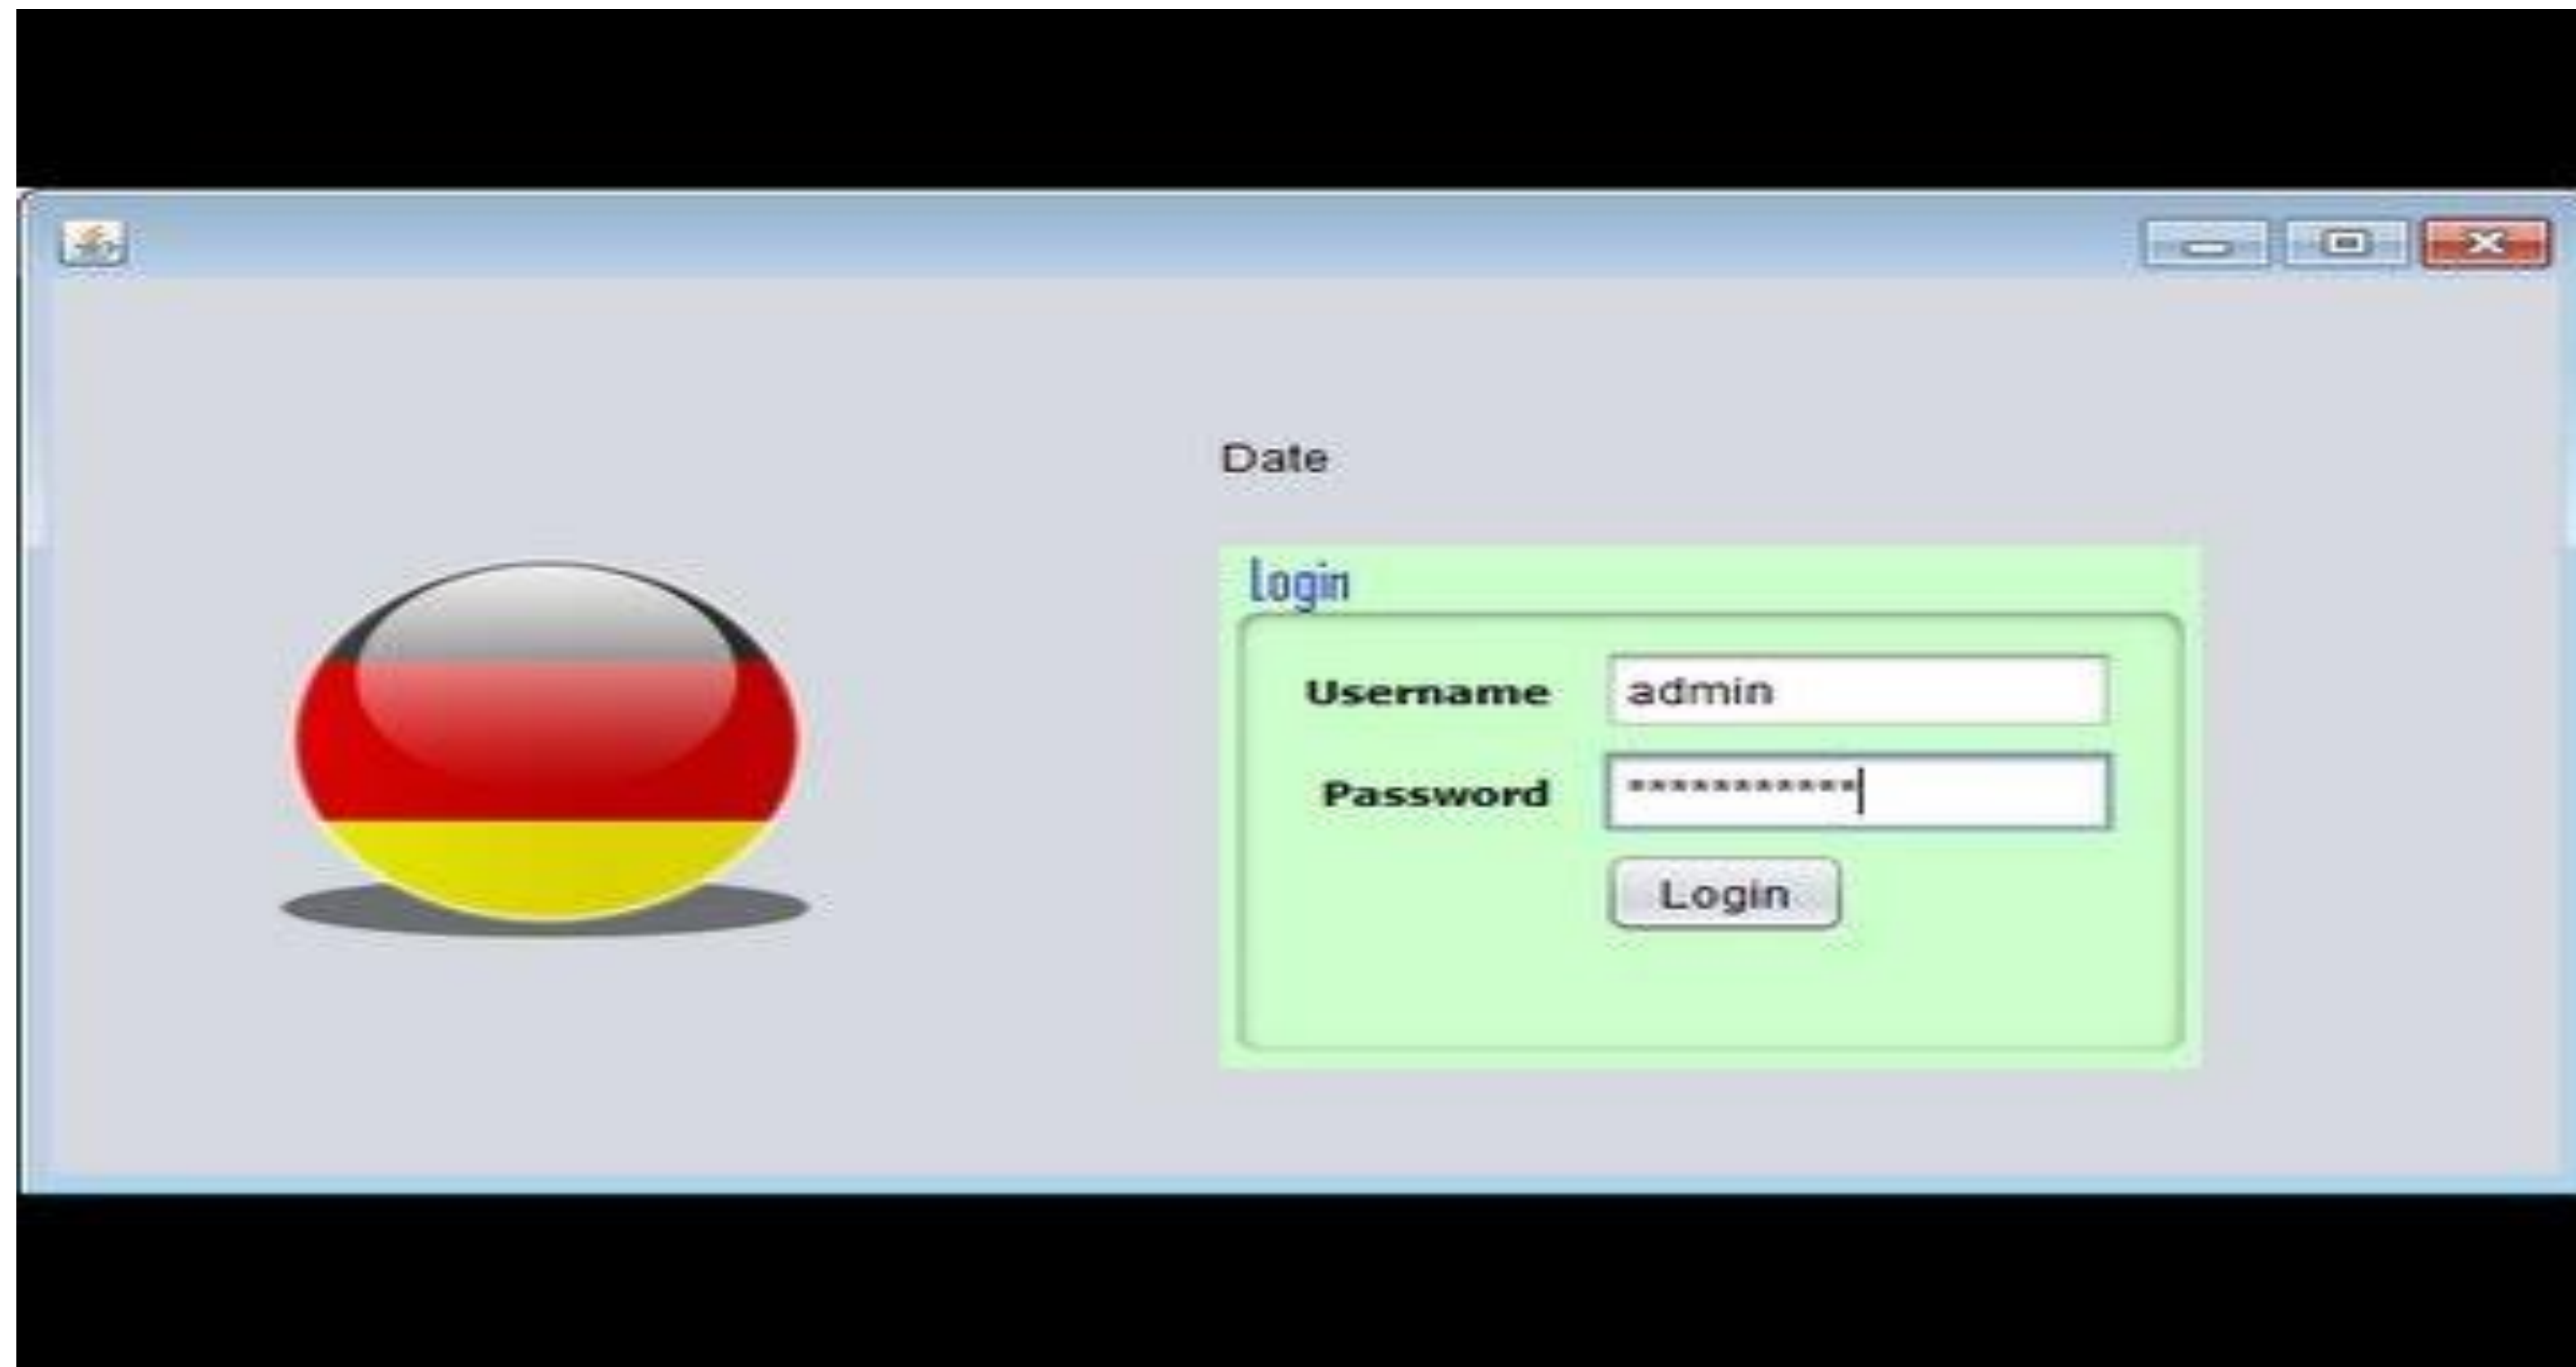 Date
Login
Username admin
Password ***********
Login